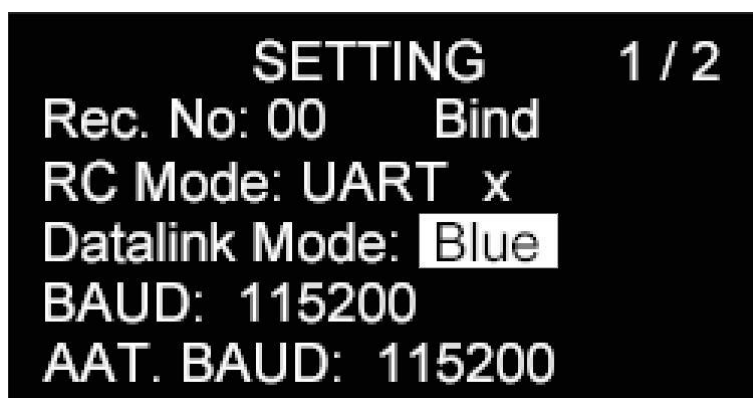 SETTING 1 / 2
Rec. No: 00 Bind
RC Mode: UART x
Datalink Mode: Blue
BAUD: 115200
AAT. BAUD: 115200